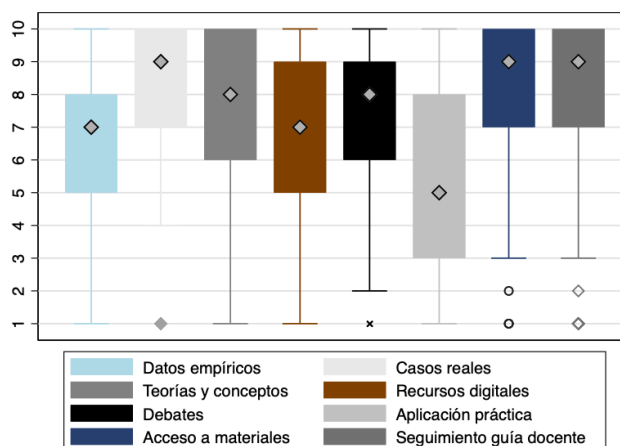 10
9
8
7
6
5
4
3
2
1
Datos empíricos
Casos reales
Teorías y conceptos
Recursos digitales
Debates
Aplicación práctica
Acceso a materiales
Seguimiento guía docente